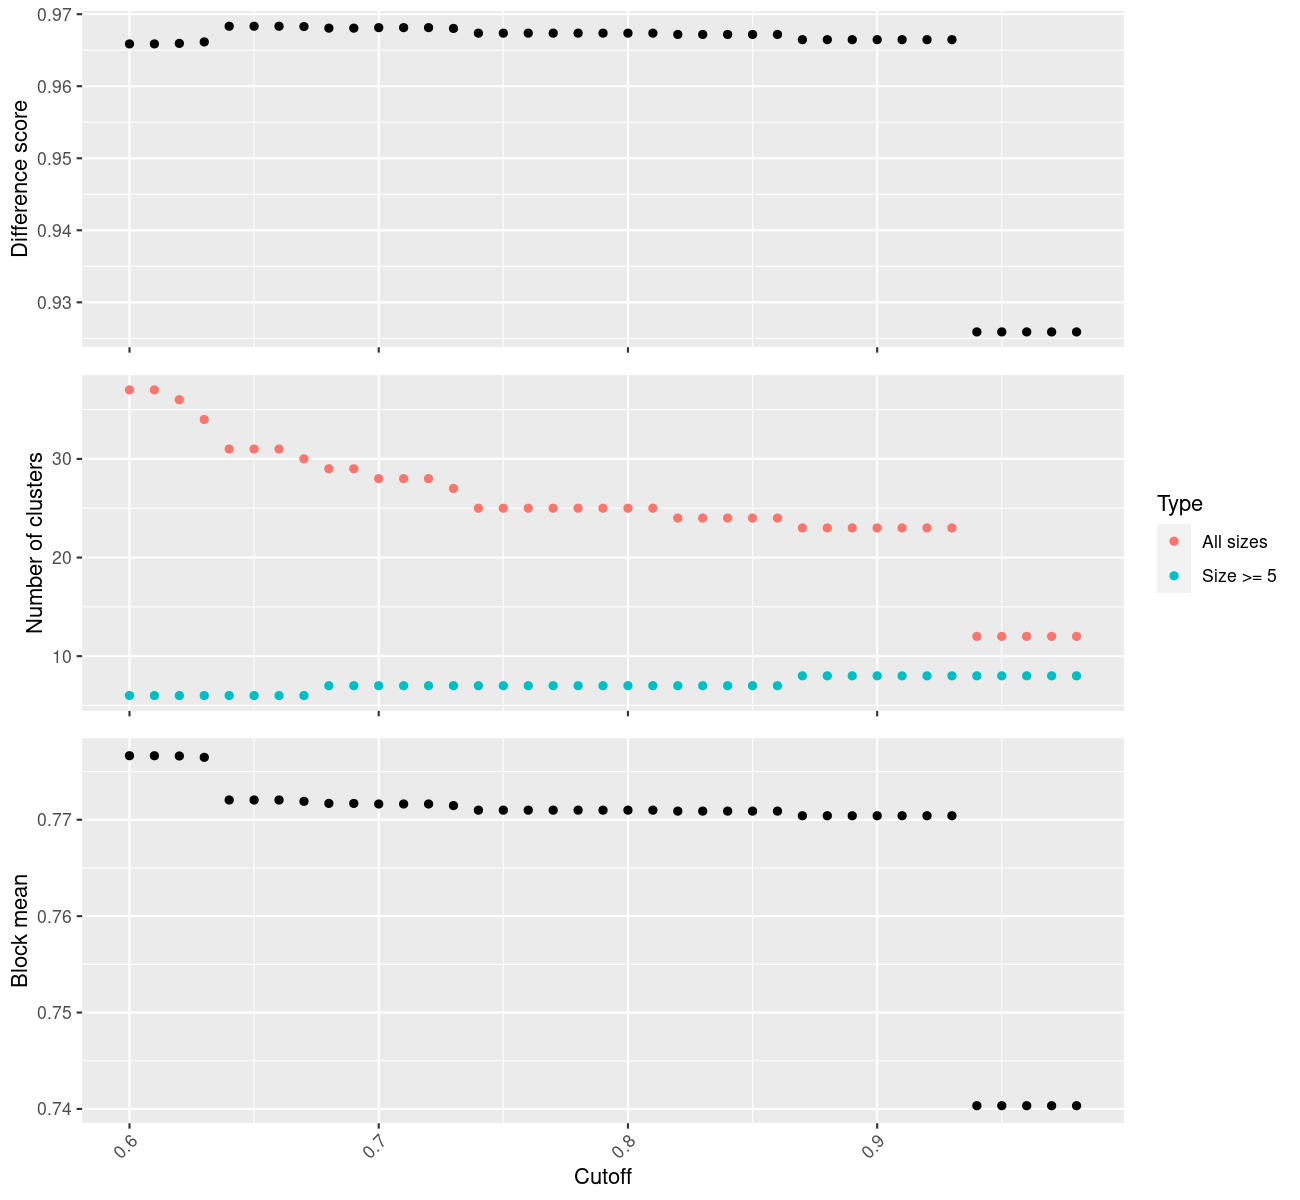 Difference score
0.97
0.96
0.95
0.94
0.93
Number of clusters
30
20
10
Type
All sizes
Size >= 5
Block mean
0.77
0.76
0.75
0.74
0.6
0.7
0.8
0.9
Cutoff